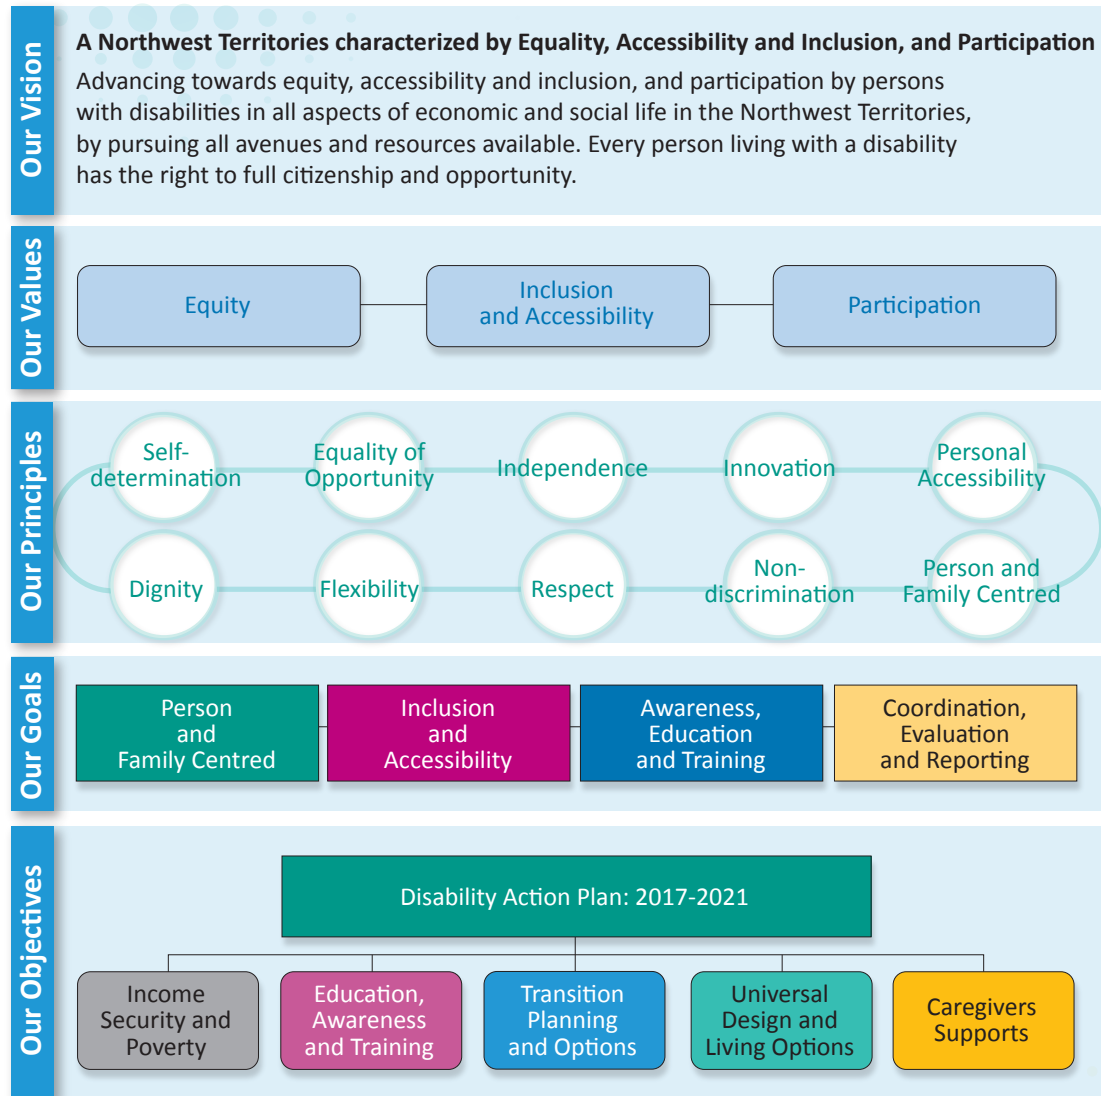 Our Vision
A Northwest Territories characterized by Equality, Accessibility and Inclusion, and Participation
Advancing towards equity, accessibility and inclusion, and participation by persons
with disabilities in all aspects of economic and social life in the Northwest Territories,
by pursuing all avenues and resources available. Every person living with a disability
has the right to full citizenship and opportunity.
Our Values
Equity
Inclusion
and Accessibility
Participation
Our Principles
Self-
determination
Equality of
Opportunity
Independence
Innovation
Personal
Accessibility
Dignity
Flexibility
Respect
Non-
discrimination
Person and
Family Centred
Our Goals
Person
and
Family Centred
Inclusion
and
Accessibility
Awareness,
Education
and Training
Coordination,
Evaluation
and Reporting
Our Objectives
Disability Action Plan: 2017-2021
Income
Security and
Poverty
Education,
Awareness
and Training
Transition
Planning
and Options
Universal
Design and
Living Options
Caregivers
Supports